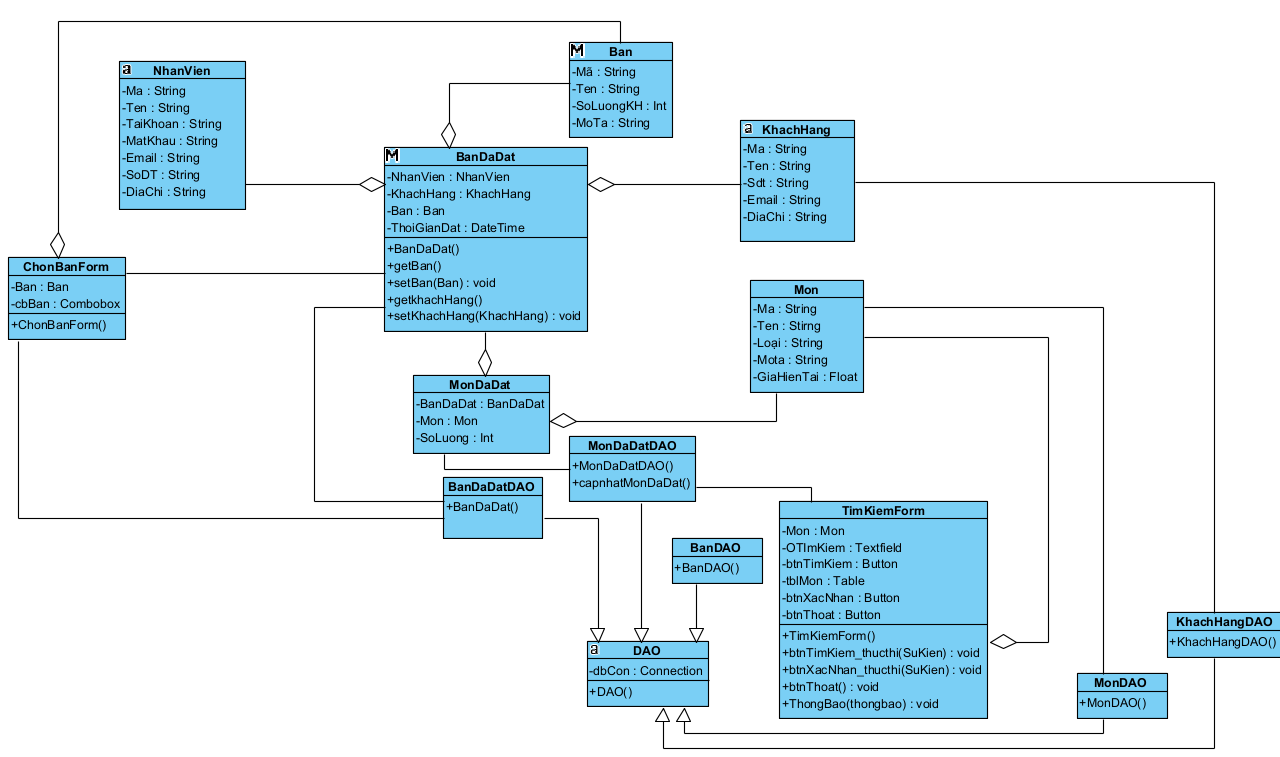 Ban
-Mã : String
-Ten : String
-SoLuongKH : Int
-MoTa : String
NhanVien
-Ma : String
-Ten : String
-TaiKhoan : String
-MatKhau : String
-Email : String
-SoDT : String
-DiaChi : String
KhachHang
-Ma : String
-Ten : String
-Sdt : String
-Email : String
-DiaChi : String
BanDaDat
-NhanVien : NhanVien
-KhachHang : KhachHang
-Ban : Ban
-ThoiGianDat : DateTime
+BanDaDat()
+getBan()
+setBan(Ban) : void
+getkhachHang()
+setKhachHang(KhachHang) : void
ChonBanForm
-Ban : Ban
-cbBan : Combobox
+ChonBanForm()
Mon
-Ma : String
-Ten : Stirng
-Loại : String
-Mota : String
-GiaHienTai : Float
MonDaDat
-BanDaDat : BanDaDat
-Mon : Mon
-SoLuong : Int
MonDaDatDAO
+MonDaDatDAO()
+capnhatMonDaDat()
BanDaDatDAO
+BanDaDat()
TimKiemForm
-Mon : Mon
-OTImKiem : Textfield
-btnTimKiem : Button
-tblMon : Table
-btnXacNhan : Button
-btnThoat : Button
+TimKiemForm()
+btnTimKiem_thucthi(SuKien) : void
+btnXacNhan_thucthi(SuKien) : void
+btnThoat() : void
+ThongBao(thongbao) : void
BanDAO
+BanDAO()
KhachHangDAO
+KhachHangDAO()
DAO
-dbCon : Connection
+DAO()
MonDAO
+MonDAO()